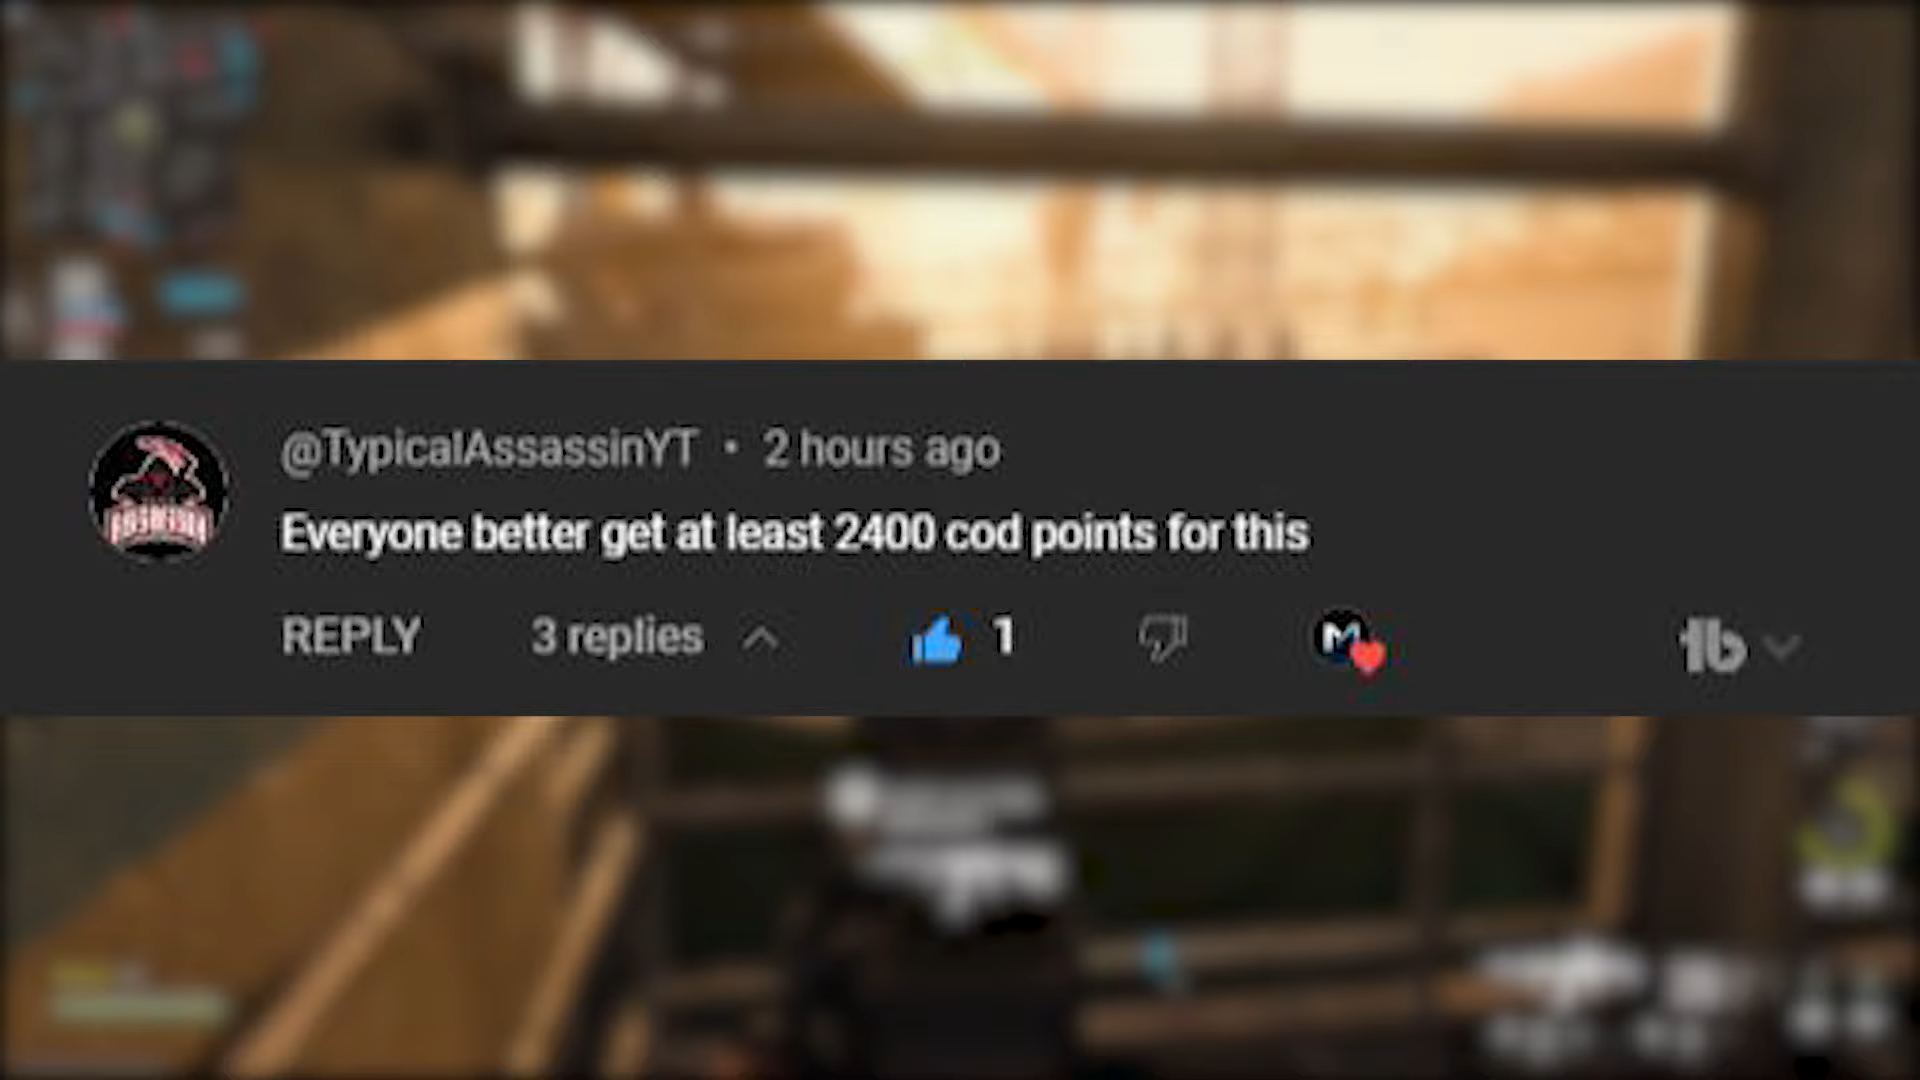 @TypicalAssassinYT • 2 hours ago
Everyone better get at least 2400 cod points for this
REPLY 3 replies 1